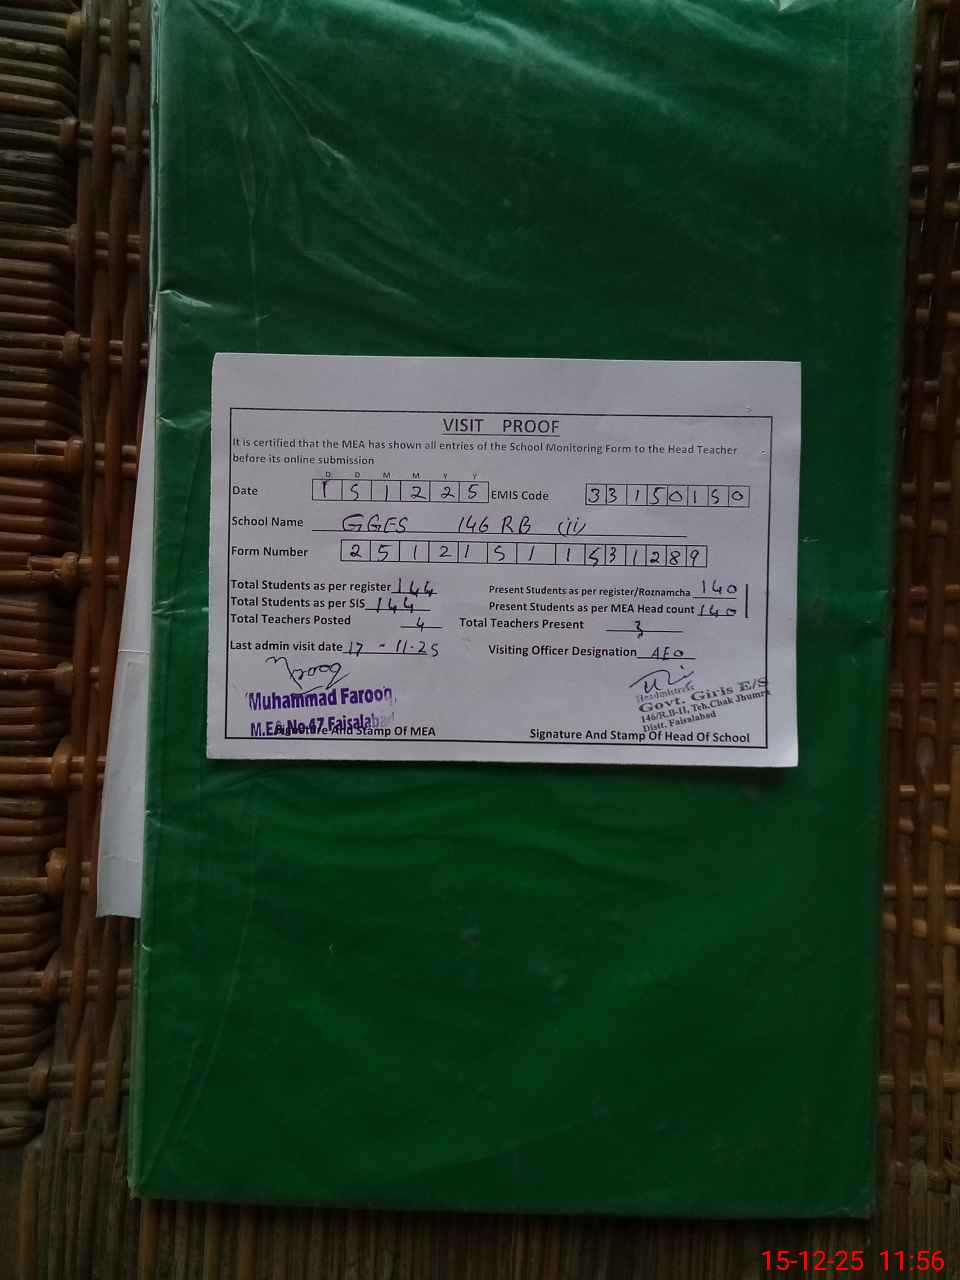 VISIT PROOF
It is certified that the MEA has shown all entries of the School Monitoring Form to the Head Teacher
before its online submission
D D M M Y Y
Date 1 5 1 2 2 5 EMIS Code 3 3 1 5 0 1 5 0
School Name GGES 146 RB (ii)
Form Number 2 5 1 2 1 5 1 1 5 3 1 2 8 9
Total Students as per register 144 Present Students as per register/Roznamcha 140
Total Students as per SIS 144 Present Students as per MEA Head count 140
Total Teachers Posted 4 Total Teachers Present 3
Last admin visit date 17 - 11-25 Visiting Officer Designation AEO
Muhammad Farooq
M.E.A No.47 Faisalabad
Signature And Stamp Of MEA
Headmistress
Govt. Girls E/S
146/R.B-II, Teh.Chak Jhumra
Distt. Faisalabad
Signature And Stamp Of Head Of School
15-12-25 11:56